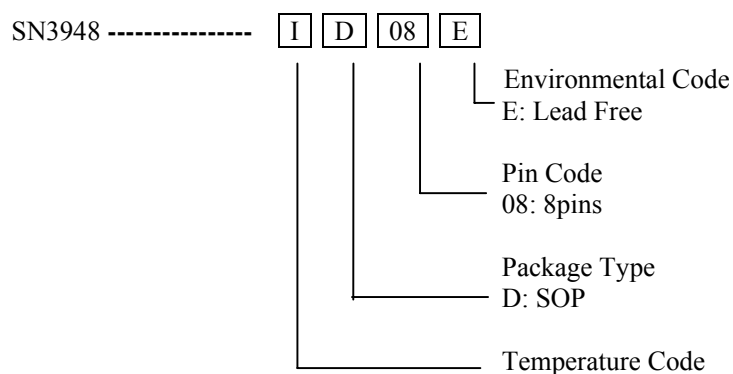 SN3948 ---------------- I D 08 E
Environmental Code
E: Lead Free
Pin Code
08: 8pins
Package Type
D: SOP
Temperature Code